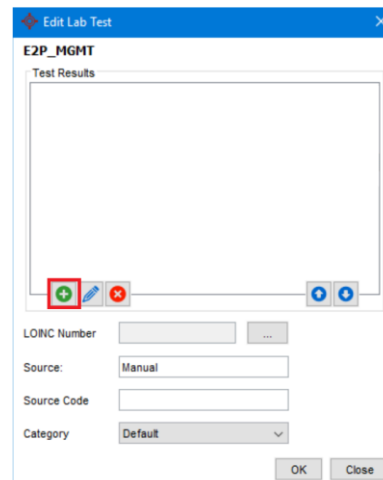 Edit Lab Test
E2P_MGMT
Test Results
LOINC Number
...
Source: Manual
Source Code
Category Default
OK Close